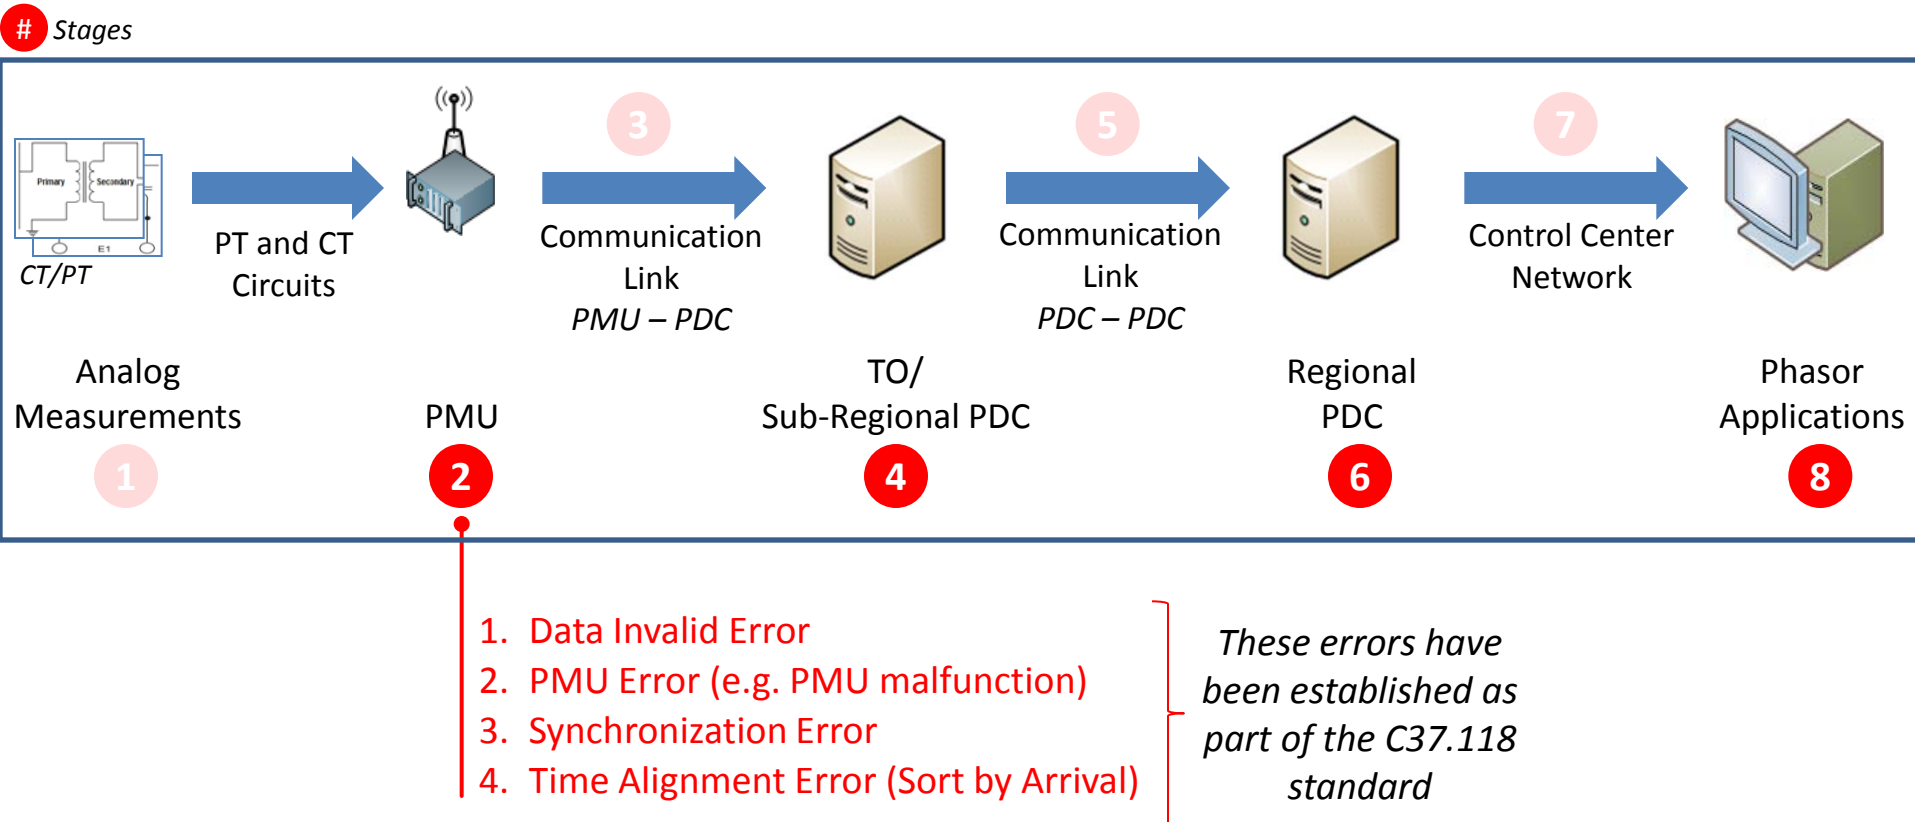 # Stages
3
5
7
Primary
Secondary
E1
CT/PT
PT and CT
Circuits
Communication
Link
PMU – PDC
Communication
Link
PDC – PDC
Control Center
Network
Analog
Measurements
PMU
TO/
Sub-Regional PDC
Regional
PDC
Phasor
Applications
1
2
4
6
8
1. Data Invalid Error
2. PMU Error (e.g. PMU malfunction)
3. Synchronization Error
4. Time Alignment Error (Sort by Arrival)
These errors have
been established as
part of the C37.118
standard